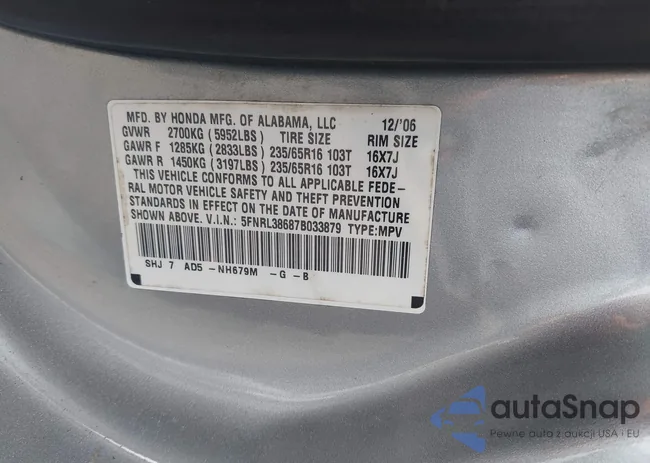 MFD. BY HONDA MFG. OF ALABAMA, LLC 12/'06
GVWR 2700KG (5952LBS) TIRE SIZE RIM SIZE
GAWR F 1285KG (2833LBS) 235/65R16 103T 16X7J
GAWR R 1450KG (3197LBS) 235/65R16 103T 16X7J
THIS VEHICLE CONFORMS TO ALL APPLICABLE FEDE-
RAL MOTOR VEHICLE SAFETY AND THEFT PREVENTION
STANDARDS IN EFFECT ON THE DATE OF MANUFACTURE
SHOWN ABOVE. V.I.N.: 5FNRL38687B033879 TYPE:MPV
SHJ 7 AD5 -NH679M -G -B
autaSnap
Pewne auta z aukcji USA i EU